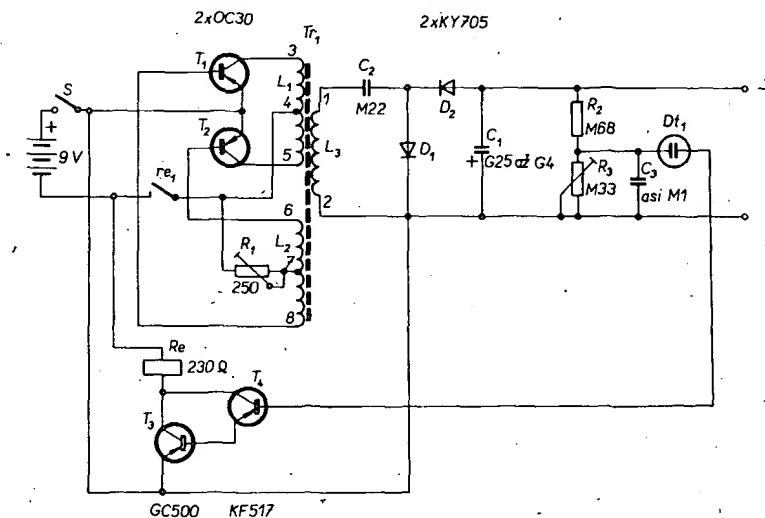 2xOC30
2xKY705
Tr₁
T₁
3
L₁
4
T₂
5
S
+
9 V
re₁
6
L₂
R₁
7
250
8
1
L₃
2
C₂
M22
D₂
D₁
C₁
+ G25 až G4
R₂
M68
Dt₁
R₃
M33
C₃
asi M1
Re
230 Ω
T₄
T₃
GC500 KF517